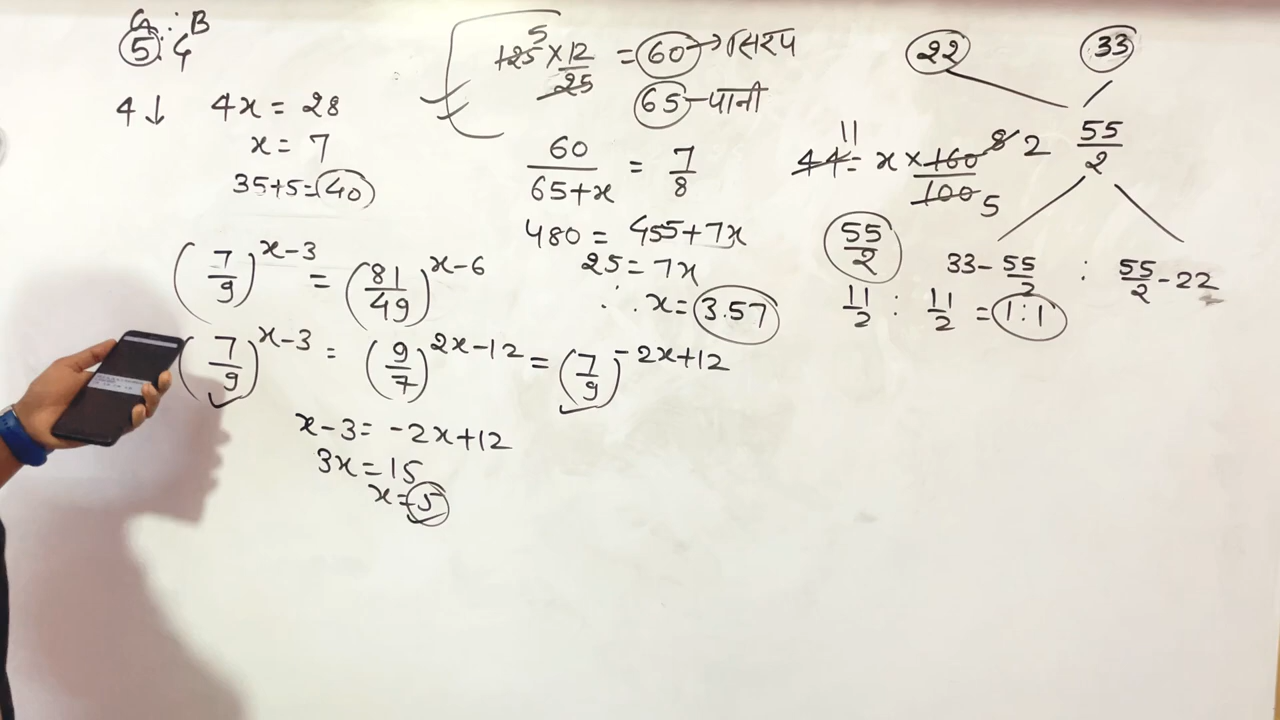 G : B
5 : 4
4↓ 4x = 28
x = 7
35+5=40
5
125 × 12/25 = 60 → सिरप
65 – पानी
60/(65+x) = 7/8
480 = 455+7x
25 = 7x
∴ x = 3.57
22 33
55/2
11 8 2
44 = x × 160/100 5
55/2
33 – 55/2 : 55/2 – 22
11/2 : 11/2 = 1:1
(7/9)^(x–3) = (81/49)^(x–6)
(7/9)^(x–3) = (9/7)^(2x–12) = (7/9)^(–2x+12)
x–3 = –2x+12
3x = 15
x = 5